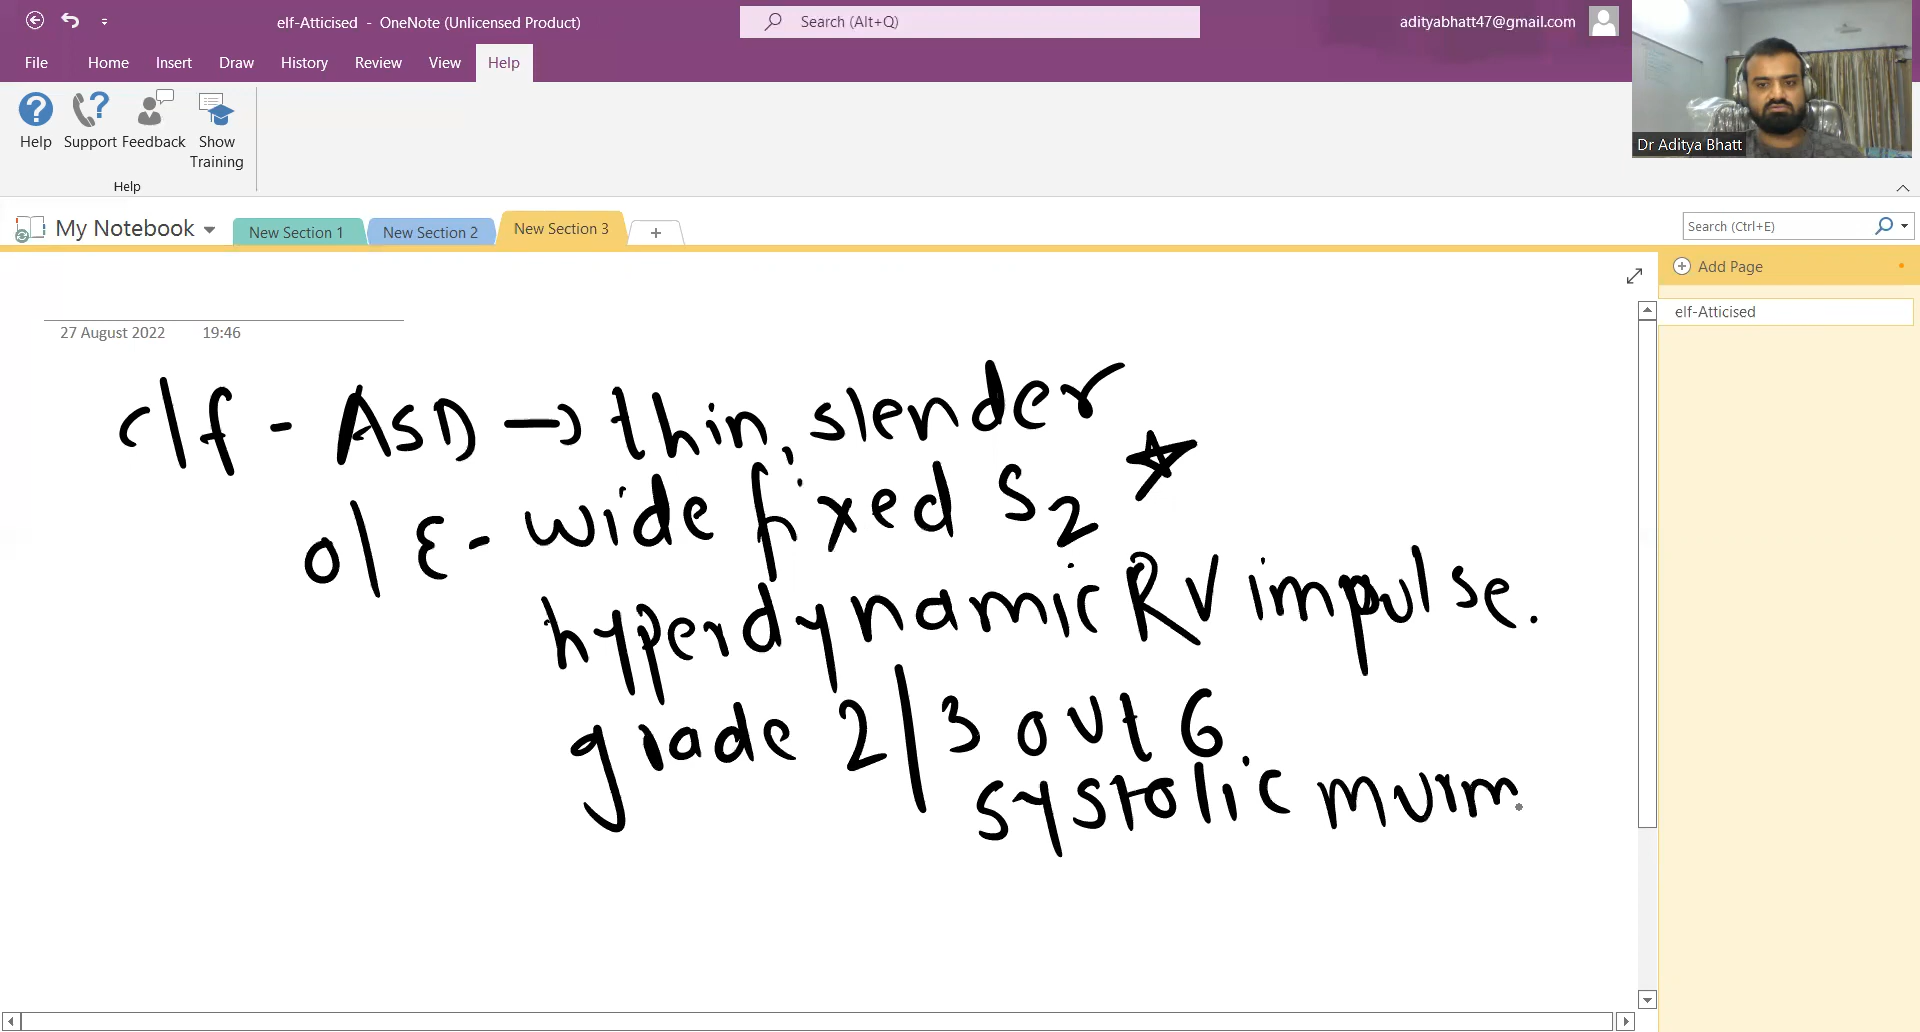 elf-Atticised - OneNote (Unlicensed Product)
Search (Alt+Q)
adityabhatt47@gmail.com
File Home Insert Draw History Review View Help
Help Support Feedback Show Training
Help
Dr Aditya Bhatt
My Notebook New Section 1 New Section 2 New Section 3 +
Search (Ctrl+E)
Add Page
elf-Atticised
27 August 2022 19:46
c/f - ASD → thin, slender
o/E - wide fixed S2 ☆
hyperdynamic RV impulse.
grade 2/3 out 6
systolic murm